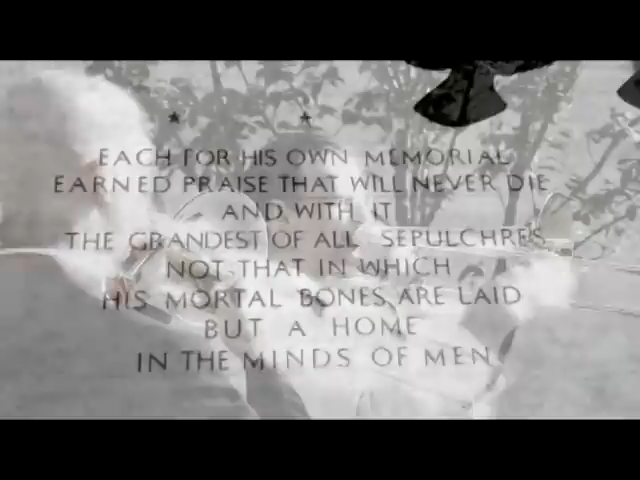 EACH FOR HIS OWN MEMORIAL
EARNED PRAISE THAT WILL NEVER DIE
AND WITH IT
THE GRANDEST OF ALL SEPULCHRES
NOT THAT IN WHICH
HIS MORTAL BONES ARE LAID
BUT A HOME
IN THE MINDS OF MEN